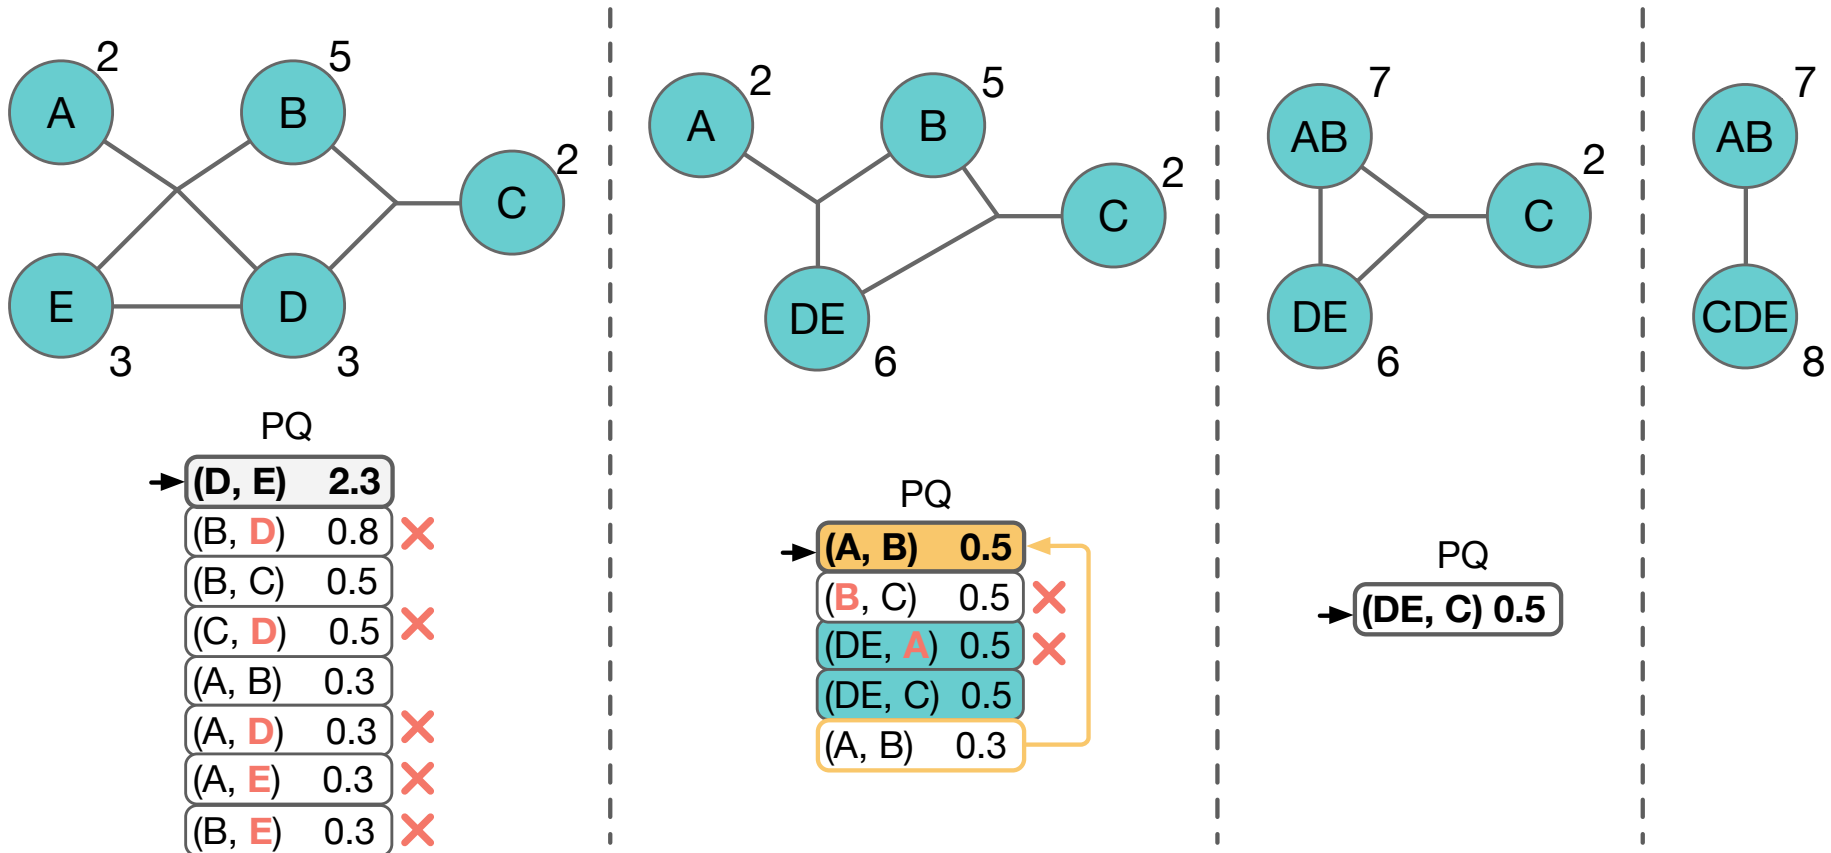 A 2
B 5
C 2
E 3
D 3
PQ
(D, E) 2.3
(B, D) 0.8
(B, C) 0.5
(C, D) 0.5
(A, B) 0.3
(A, D) 0.3
(A, E) 0.3
(B, E) 0.3
A 2
B 5
C 2
DE 6
PQ
(A, B) 0.5
(B, C) 0.5
(DE, A) 0.5
(DE, C) 0.5
(A, B) 0.3
AB 7
C 2
DE 6
PQ
(DE, C) 0.5
AB 7
CDE 8